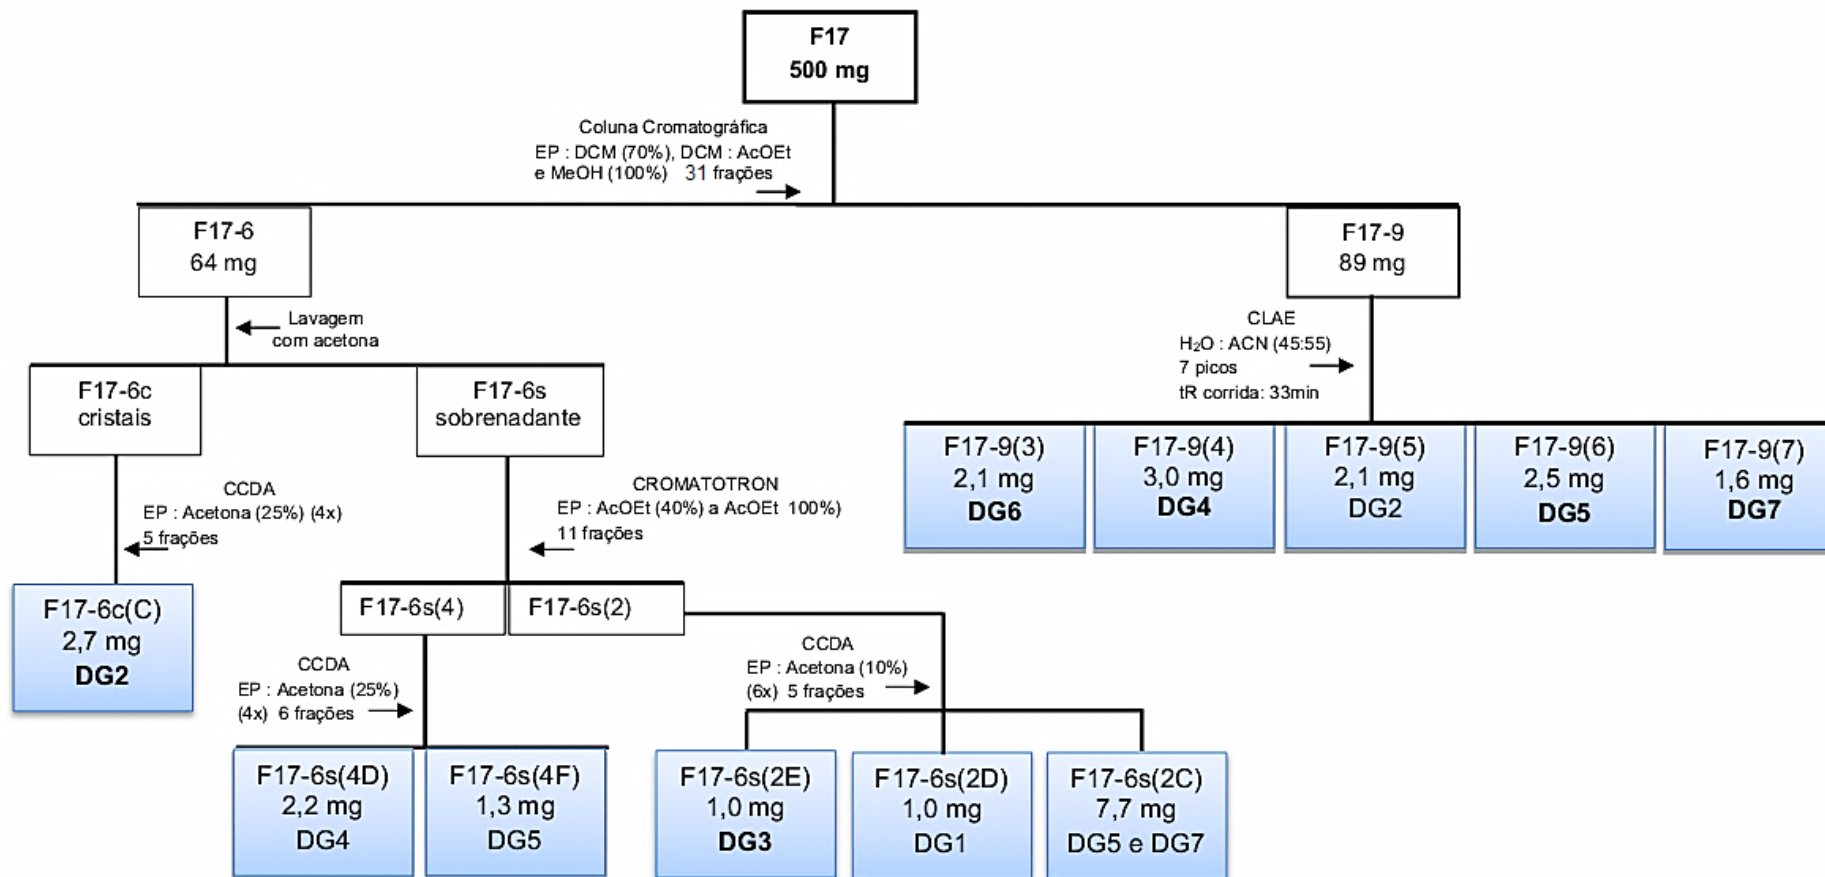 F17
500 mg
Coluna Cromatográfica
EP : DCM (70%), DCM : AcOEt
e MeOH (100%) 31 frações
F17-6
64 mg
F17-9
89 mg
Lavagem
com acetona
CLAE
H₂O : ACN (45:55)
7 picos
tR corrida: 33min
F17-6c
cristais
F17-6s
sobrenadante
F17-9(3)
2,1 mg
DG6
F17-9(4)
3,0 mg
DG4
F17-9(5)
2,1 mg
DG2
F17-9(6)
2,5 mg
DG5
F17-9(7)
1,6 mg
DG7
CCDA
EP : Acetona (25%) (4x)
5 frações
CROMATOTRON
EP : AcOEt (40%) a AcOEt 100%)
11 frações
F17-6c(C)
2,7 mg
DG2
F17-6s(4)
F17-6s(2)
CCDA
EP : Acetona (25%)
(4x) 6 frações
CCDA
EP : Acetona (10%)
(6x) 5 frações
F17-6s(4D)
2,2 mg
DG4
F17-6s(4F)
1,3 mg
DG5
F17-6s(2E)
1,0 mg
DG3
F17-6s(2D)
1,0 mg
DG1
F17-6s(2C)
7,7 mg
DG5 e DG7